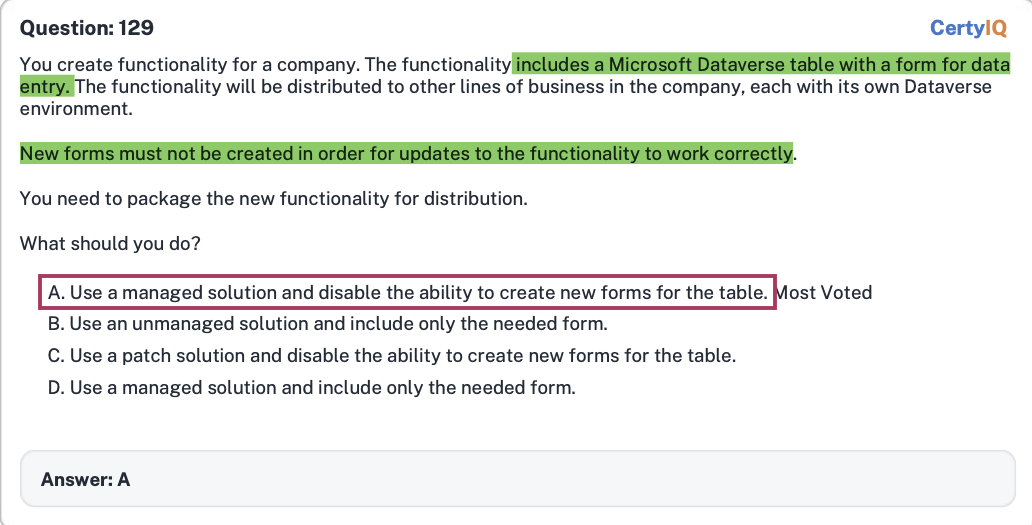 Question: 129
CertyIQ
You create functionality for a company. The functionality includes a Microsoft Dataverse table with a form for data
entry. The functionality will be distributed to other lines of business in the company, each with its own Dataverse
environment.
New forms must not be created in order for updates to the functionality to work correctly.
You need to package the new functionality for distribution.
What should you do?
A. Use a managed solution and disable the ability to create new forms for the table. Most Voted
B. Use an unmanaged solution and include only the needed form.
C. Use a patch solution and disable the ability to create new forms for the table.
D. Use a managed solution and include only the needed form.
Answer: A